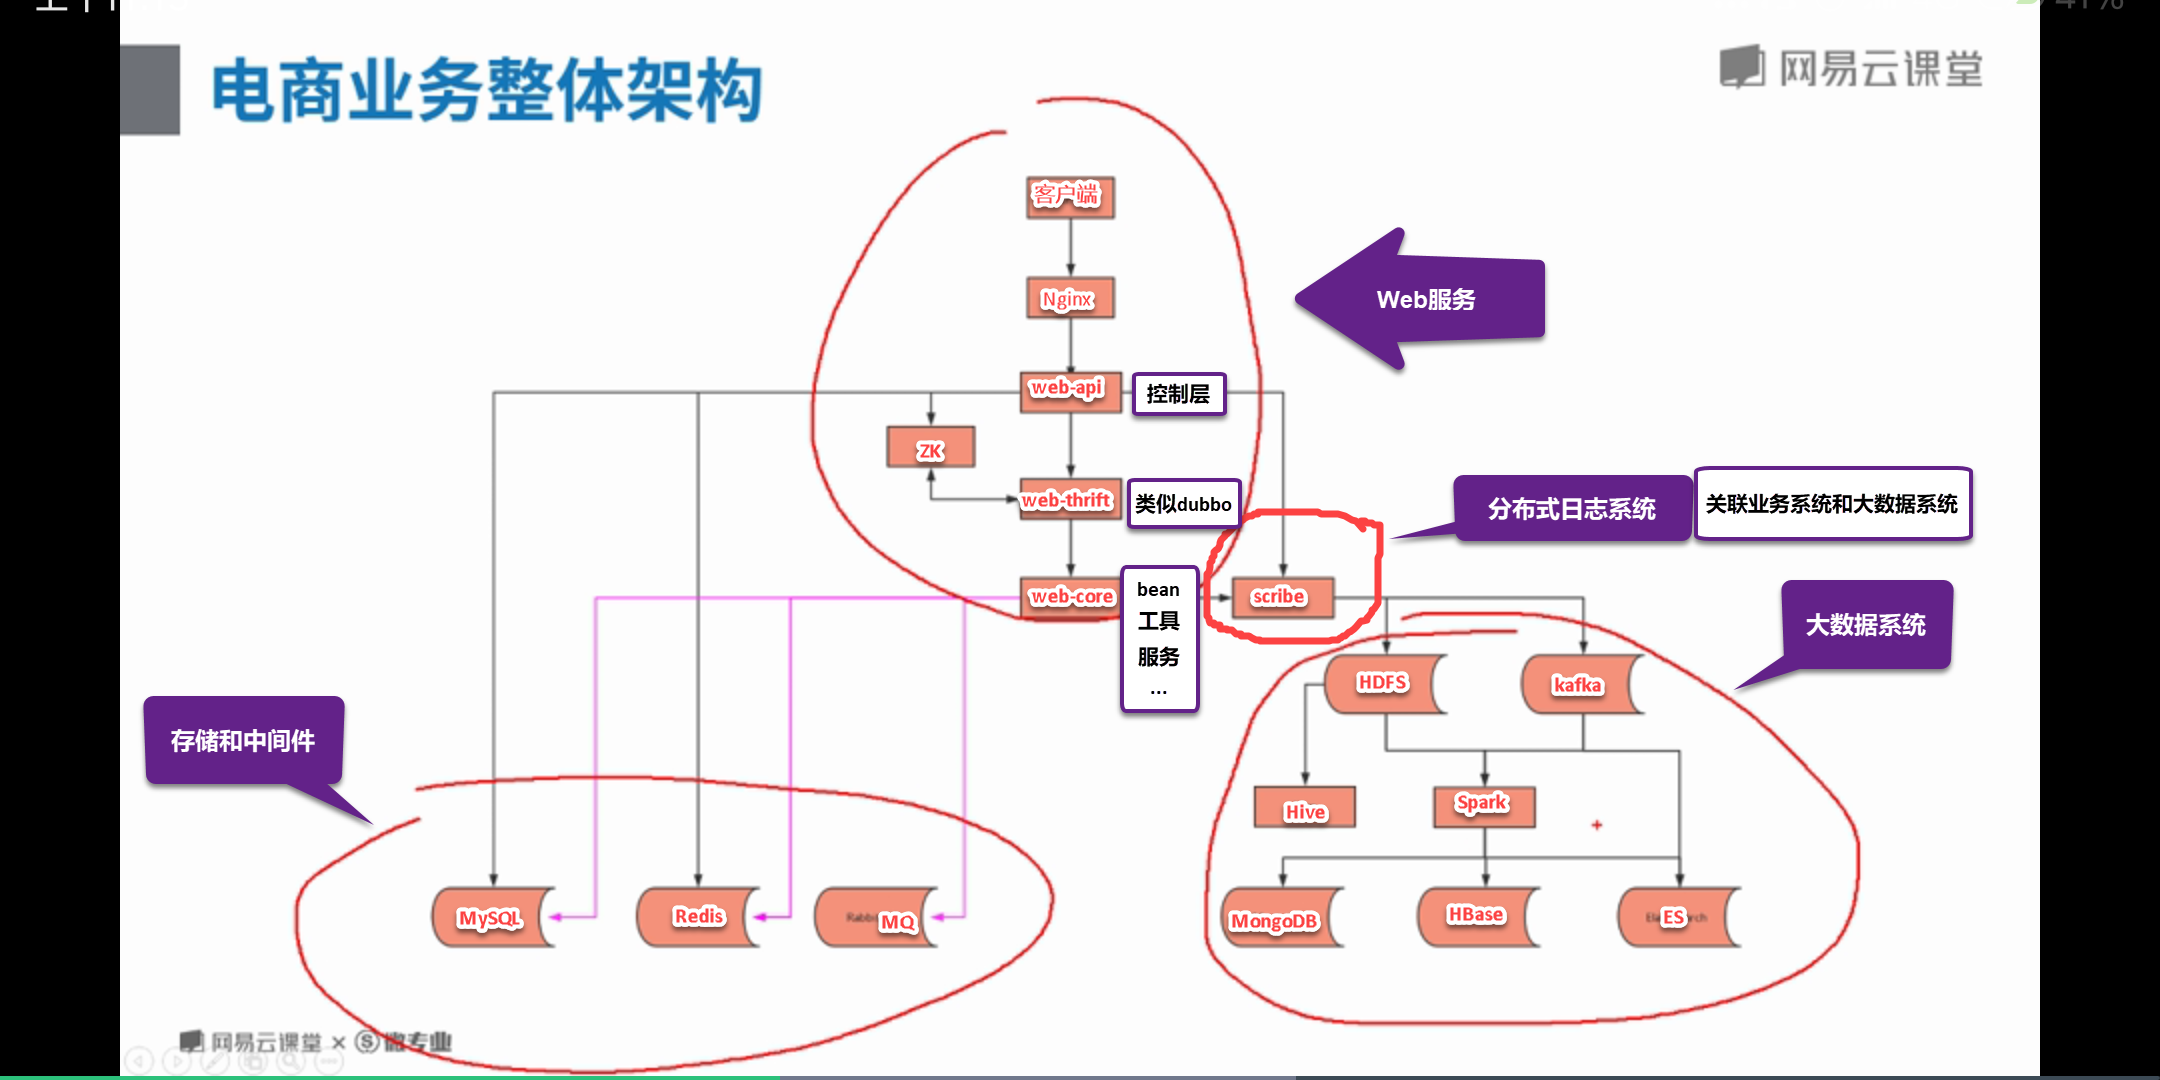 电商业务整体架构
网易云课堂
客户端
Nginx
Web服务
web-api
控制层
ZK
web-thrift
类似dubbo
分布式日志系统
关联业务系统和大数据系统
web-core
bean
工具
服务
...
scribe
大数据系统
HDFS
kafka
存储和中间件
Hive
Spark
MySQL
Redis
MQ
MongoDB
HBase
ES
网易云课堂 × 微专业